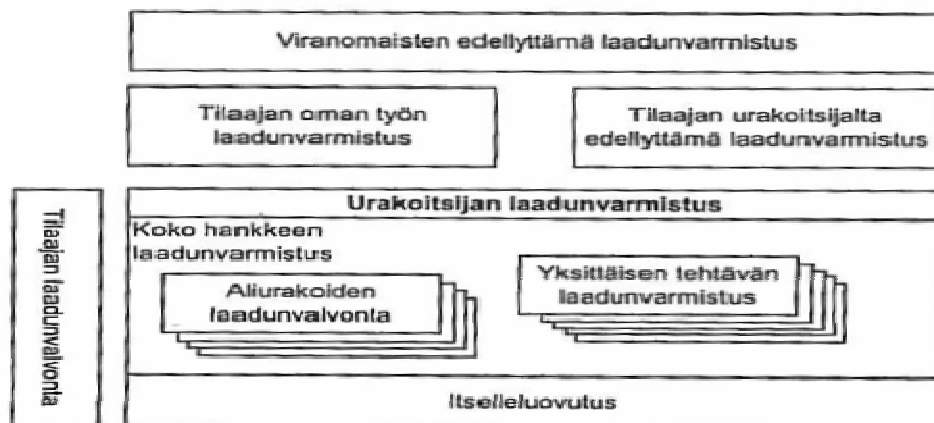 Viranomaisten edellyttämä laadunvarmistus
Tilaajan oman työn
laadunvarmistus
Tilaajan urakoitsijalta
edellyttämä laadunvarmistus
Tilaajan laadunvalvonta
Urakoitsijan laadunvarmistus
Koko hankkeen
laadunvarmistus
Aliurakoiden
laadunvalvonta
Yksittäisen tehtävän
laadunvarmistus
Itselleluovutus